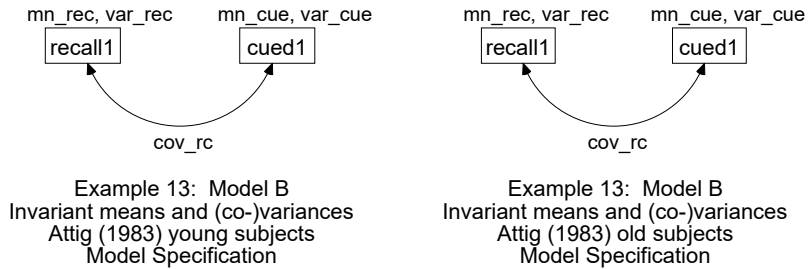 mn_rec, var_rec
mn_cue, var_cue
recall1
cued1
cov_rc
Example 13: Model B
Invariant means and (co-)variances
Attig (1983) young subjects
Model Specification
mn_rec, var_rec
mn_cue, var_cue
recall1
cued1
cov_rc
Example 13: Model B
Invariant means and (co-)variances
Attig (1983) old subjects
Model Specification